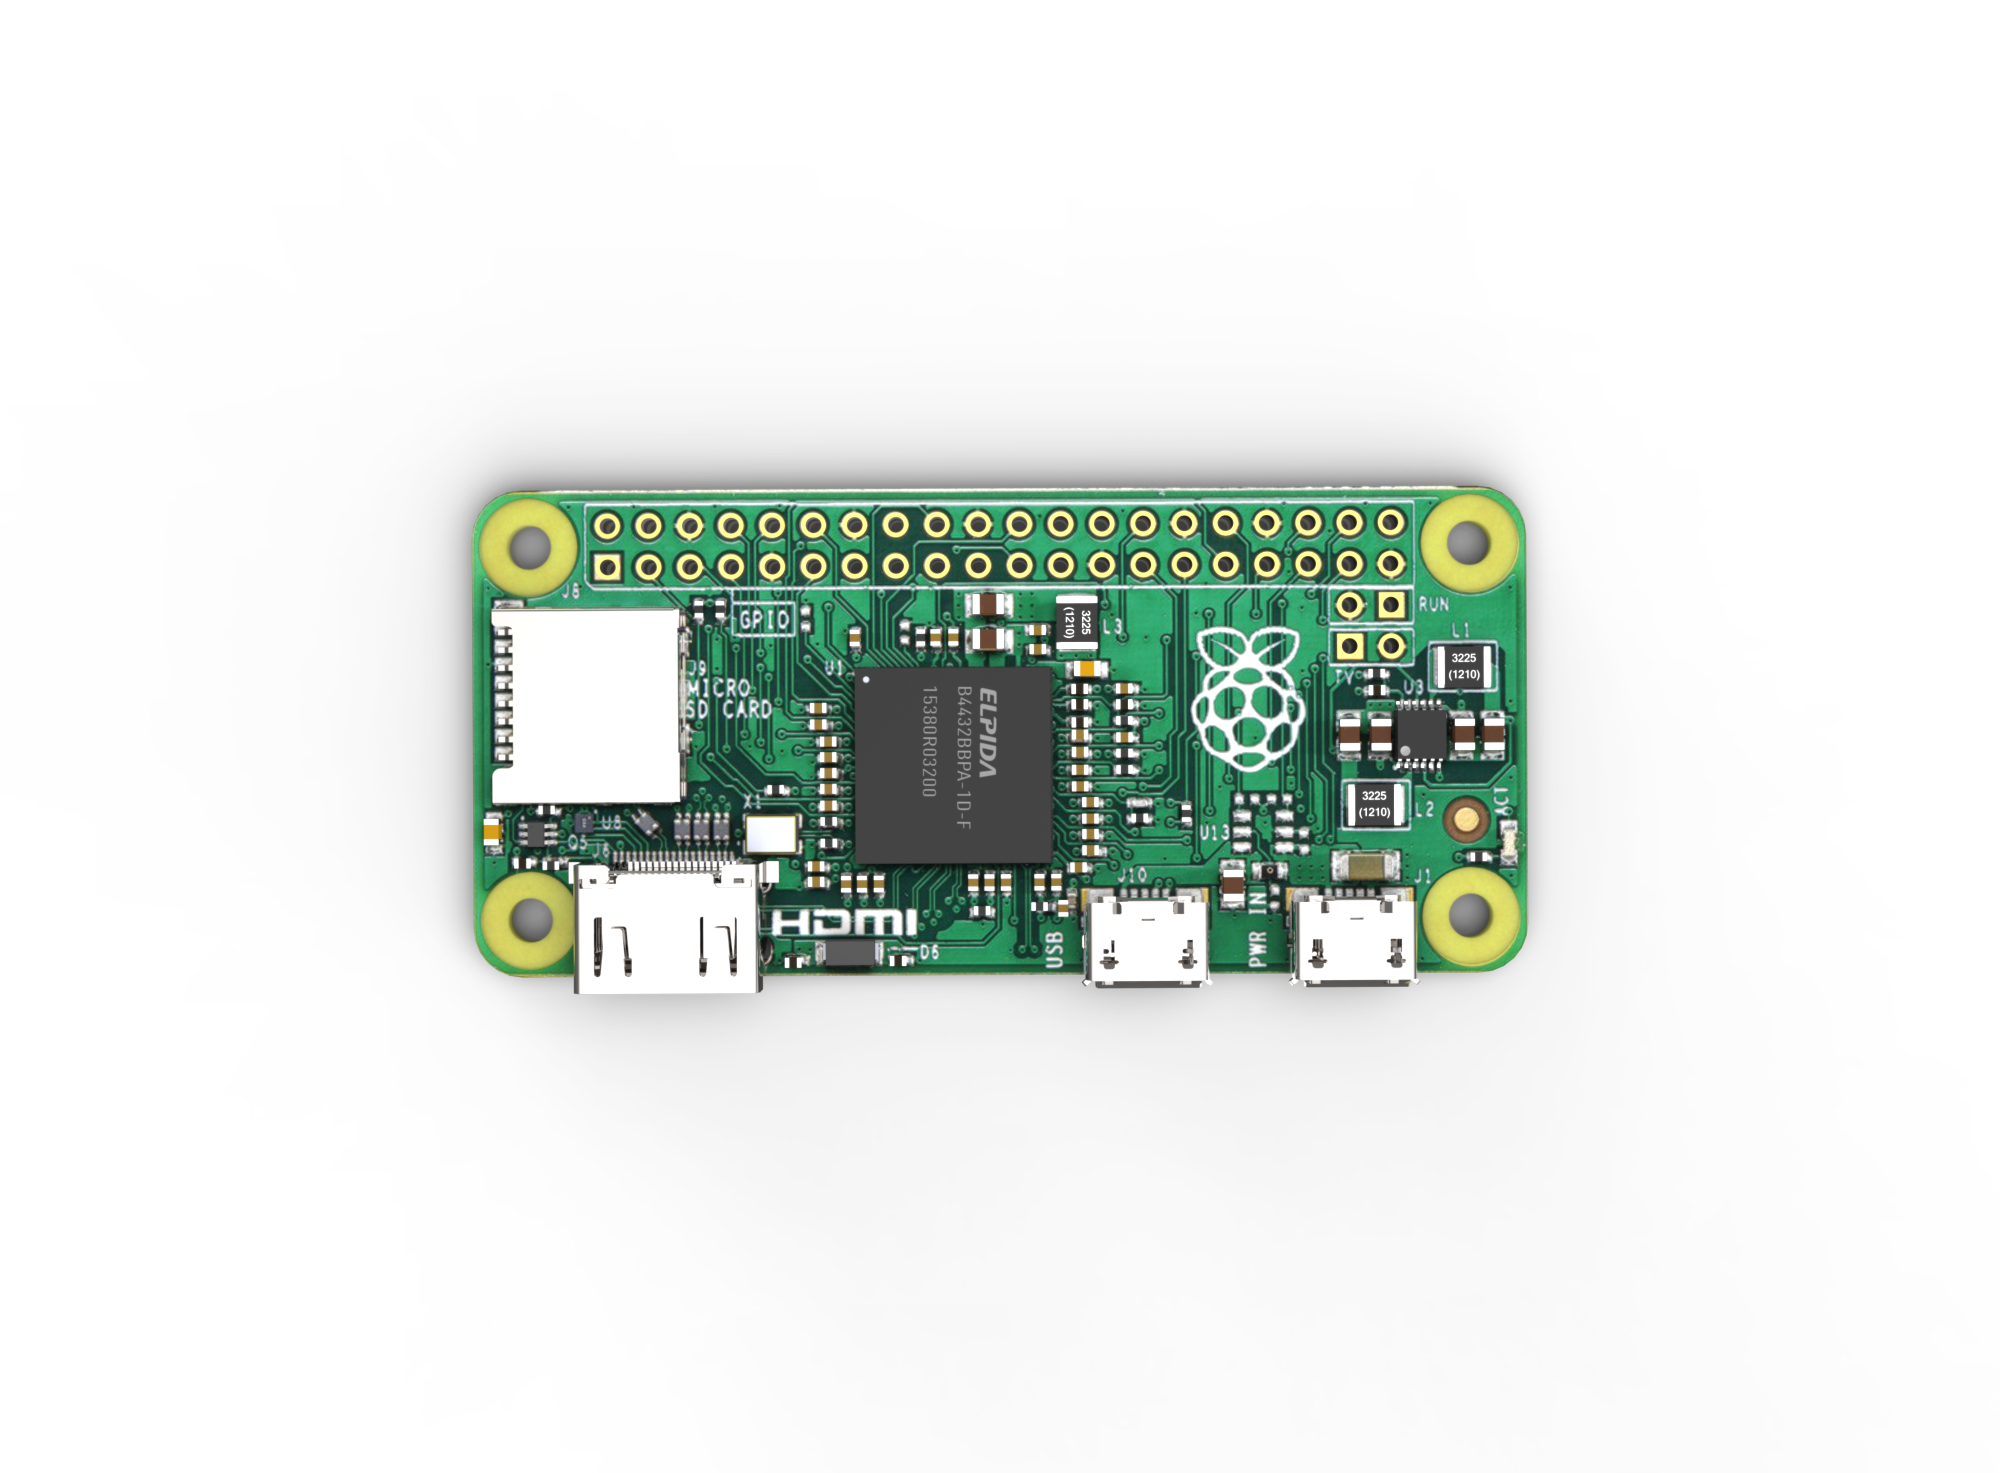 J8
GPIO
3225
(1210)
L3
RUN
L1
J9
MICRO
SD CARD
U1
TV
3225
(1210)
U3
ELPIDA
B4432BBPA-1D-F
15380R03200
X1
3225
(1210)
L2
ACT
U8
Q5
J6
U13
J10
J1
HDMI
D6
USB
PWR IN